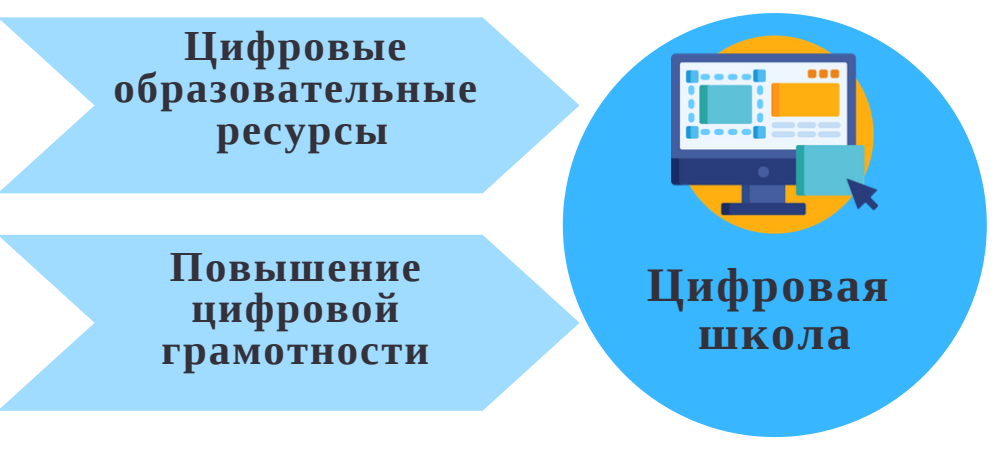 Цифровые
образовательные
ресурсы
Повышение
цифровой
грамотности
Цифровая
школа